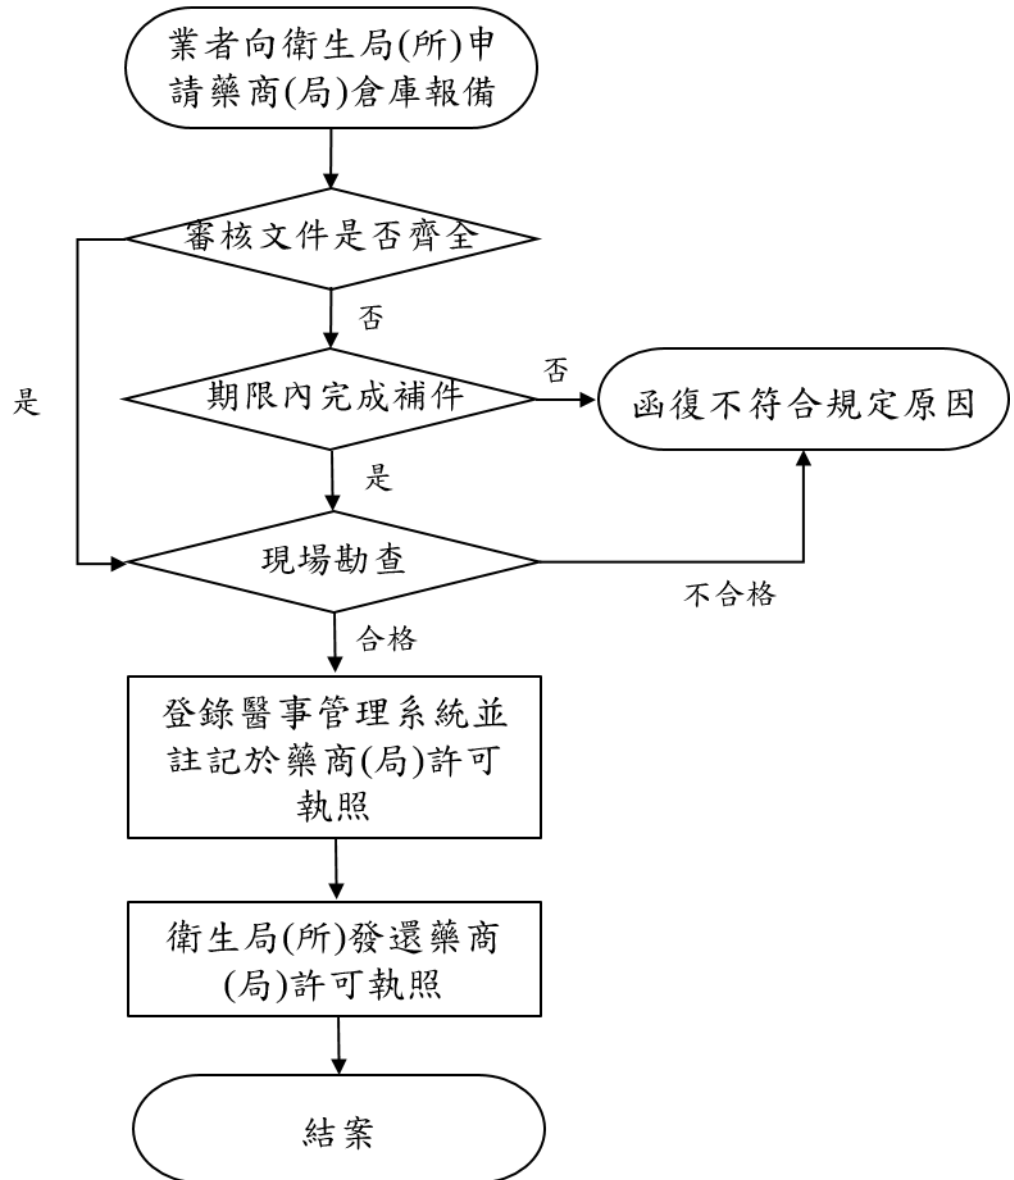 業者向衛生局(所)申
請藥商(局)倉庫報備
審核文件是否齊全
否
是
期限內完成補件
否
函復不符合規定原因
是
現場勘查
不合格
合格
登錄醫事管理系統並
註記於藥商(局)許可
執照
衛生局(所)發還藥商
(局)許可執照
結案